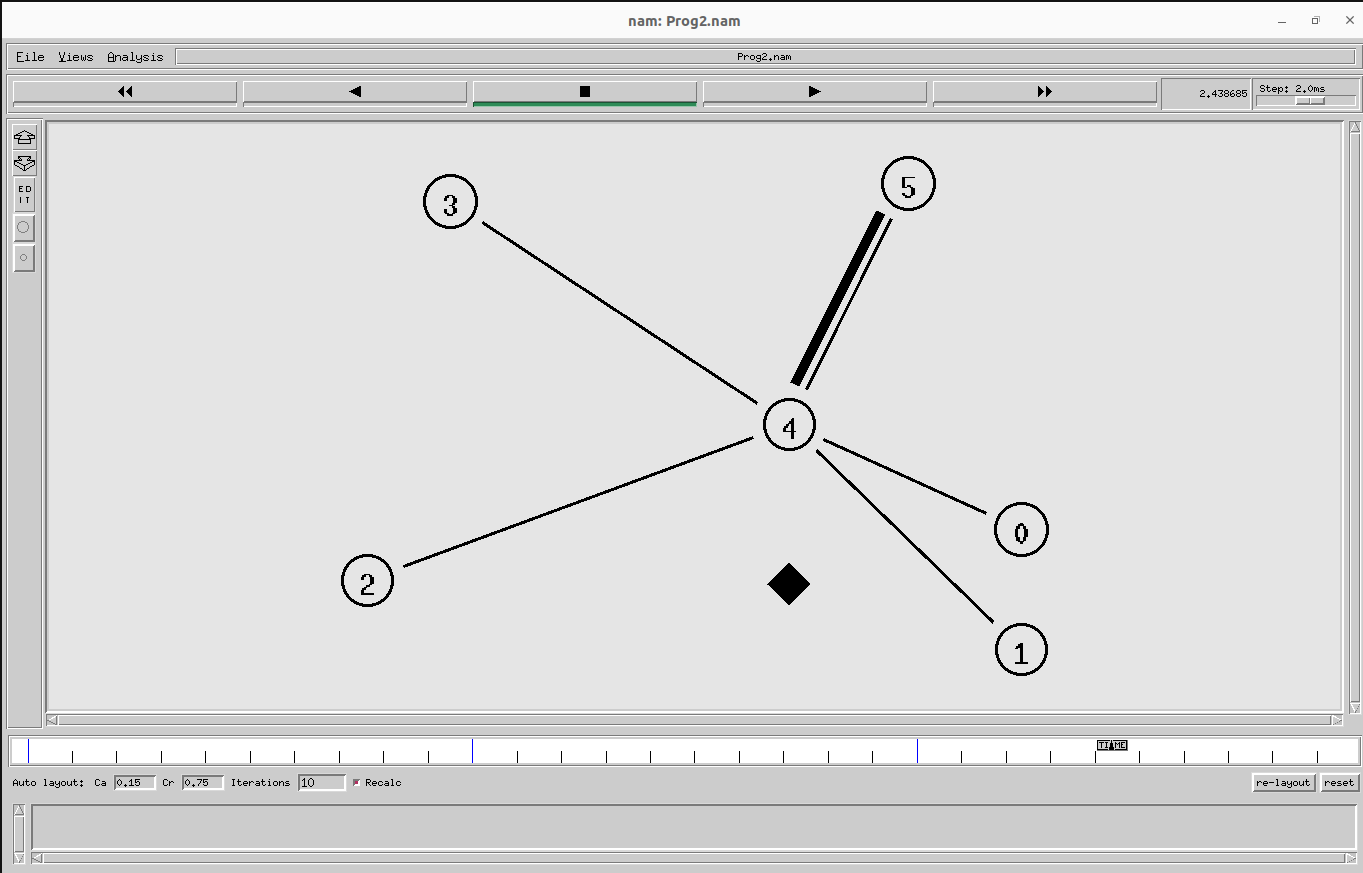 nam: Prog2.nam
File Views Analysis Prog2.nam
2.438685 Step: 2.0ms
ED
IT
3
5
4
0
2
1
TIME
Auto layout: Ca 0.15 Cr 0.75 Iterations 10 Recalc re-layout reset